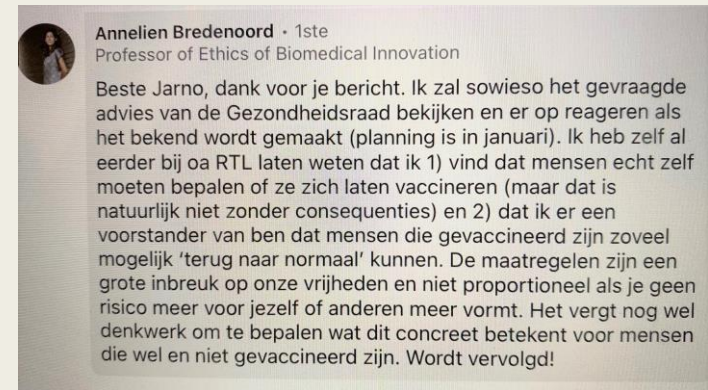 Annelien Bredenoord • 1ste
Professor of Ethics of Biomedical Innovation
Beste Jarno, dank voor je bericht. Ik zal sowieso het gevraagde
advies van de Gezondheidsraad bekijken en er op reageren als
het bekend wordt gemaakt (planning is in januari). Ik heb zelf al
eerder bij oa RTL laten weten dat ik 1) vind dat mensen echt zelf
moeten bepalen of ze zich laten vaccineren (maar dat is
natuurlijk niet zonder consequenties) en 2) dat ik er een
voorstander van ben dat mensen die gevaccineerd zijn zoveel
mogelijk ‘terug naar normaal’ kunnen. De maatregelen zijn een
grote inbreuk op onze vrijheden en niet proportioneel als je geen
risico meer voor jezelf of anderen meer vormt. Het vergt nog wel
denkwerk om te bepalen wat dit concreet betekent voor mensen
die wel en niet gevaccineerd zijn. Wordt vervolgd!